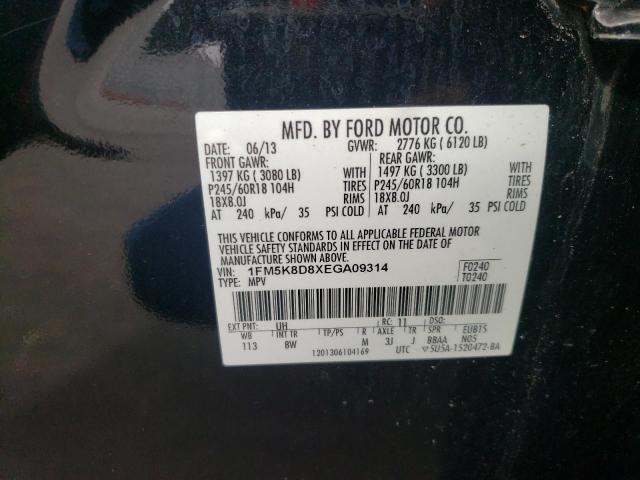 MFD. BY FORD MOTOR CO.
DATE: 06/13 GVWR: 2776 KG ( 6120 LB)
FRONT GAWR: REAR GAWR:
1397 KG ( 3080 LB) 1497 KG ( 3300 LB)
P245/60R18 104H TIRES P245/60R18 104H TIRES
18X8.0J RIMS 18X8.0J RIMS
AT 240 kPa/ 35 PSI COLD AT 240 kPa/ 35 PSI COLD
THIS VEHICLE CONFORMS TO ALL APPLICABLE FEDERAL MOTOR
VEHICLE SAFETY STANDARDS IN EFFECT ON THE DATE OF
MANUFACTURE SHOWN ABOVE.
VIN: 1FM5K8D8XEGA09314 F0240
TYPE: MPV T0240
EXT PNT: UH RC: 11 DSO:
WB INT TR TP/PS R AXLE TR SPR EUBTS
113 8W M 3J J BBAA N05
1201306104169 UTC ▽5U5A-1520472-BA